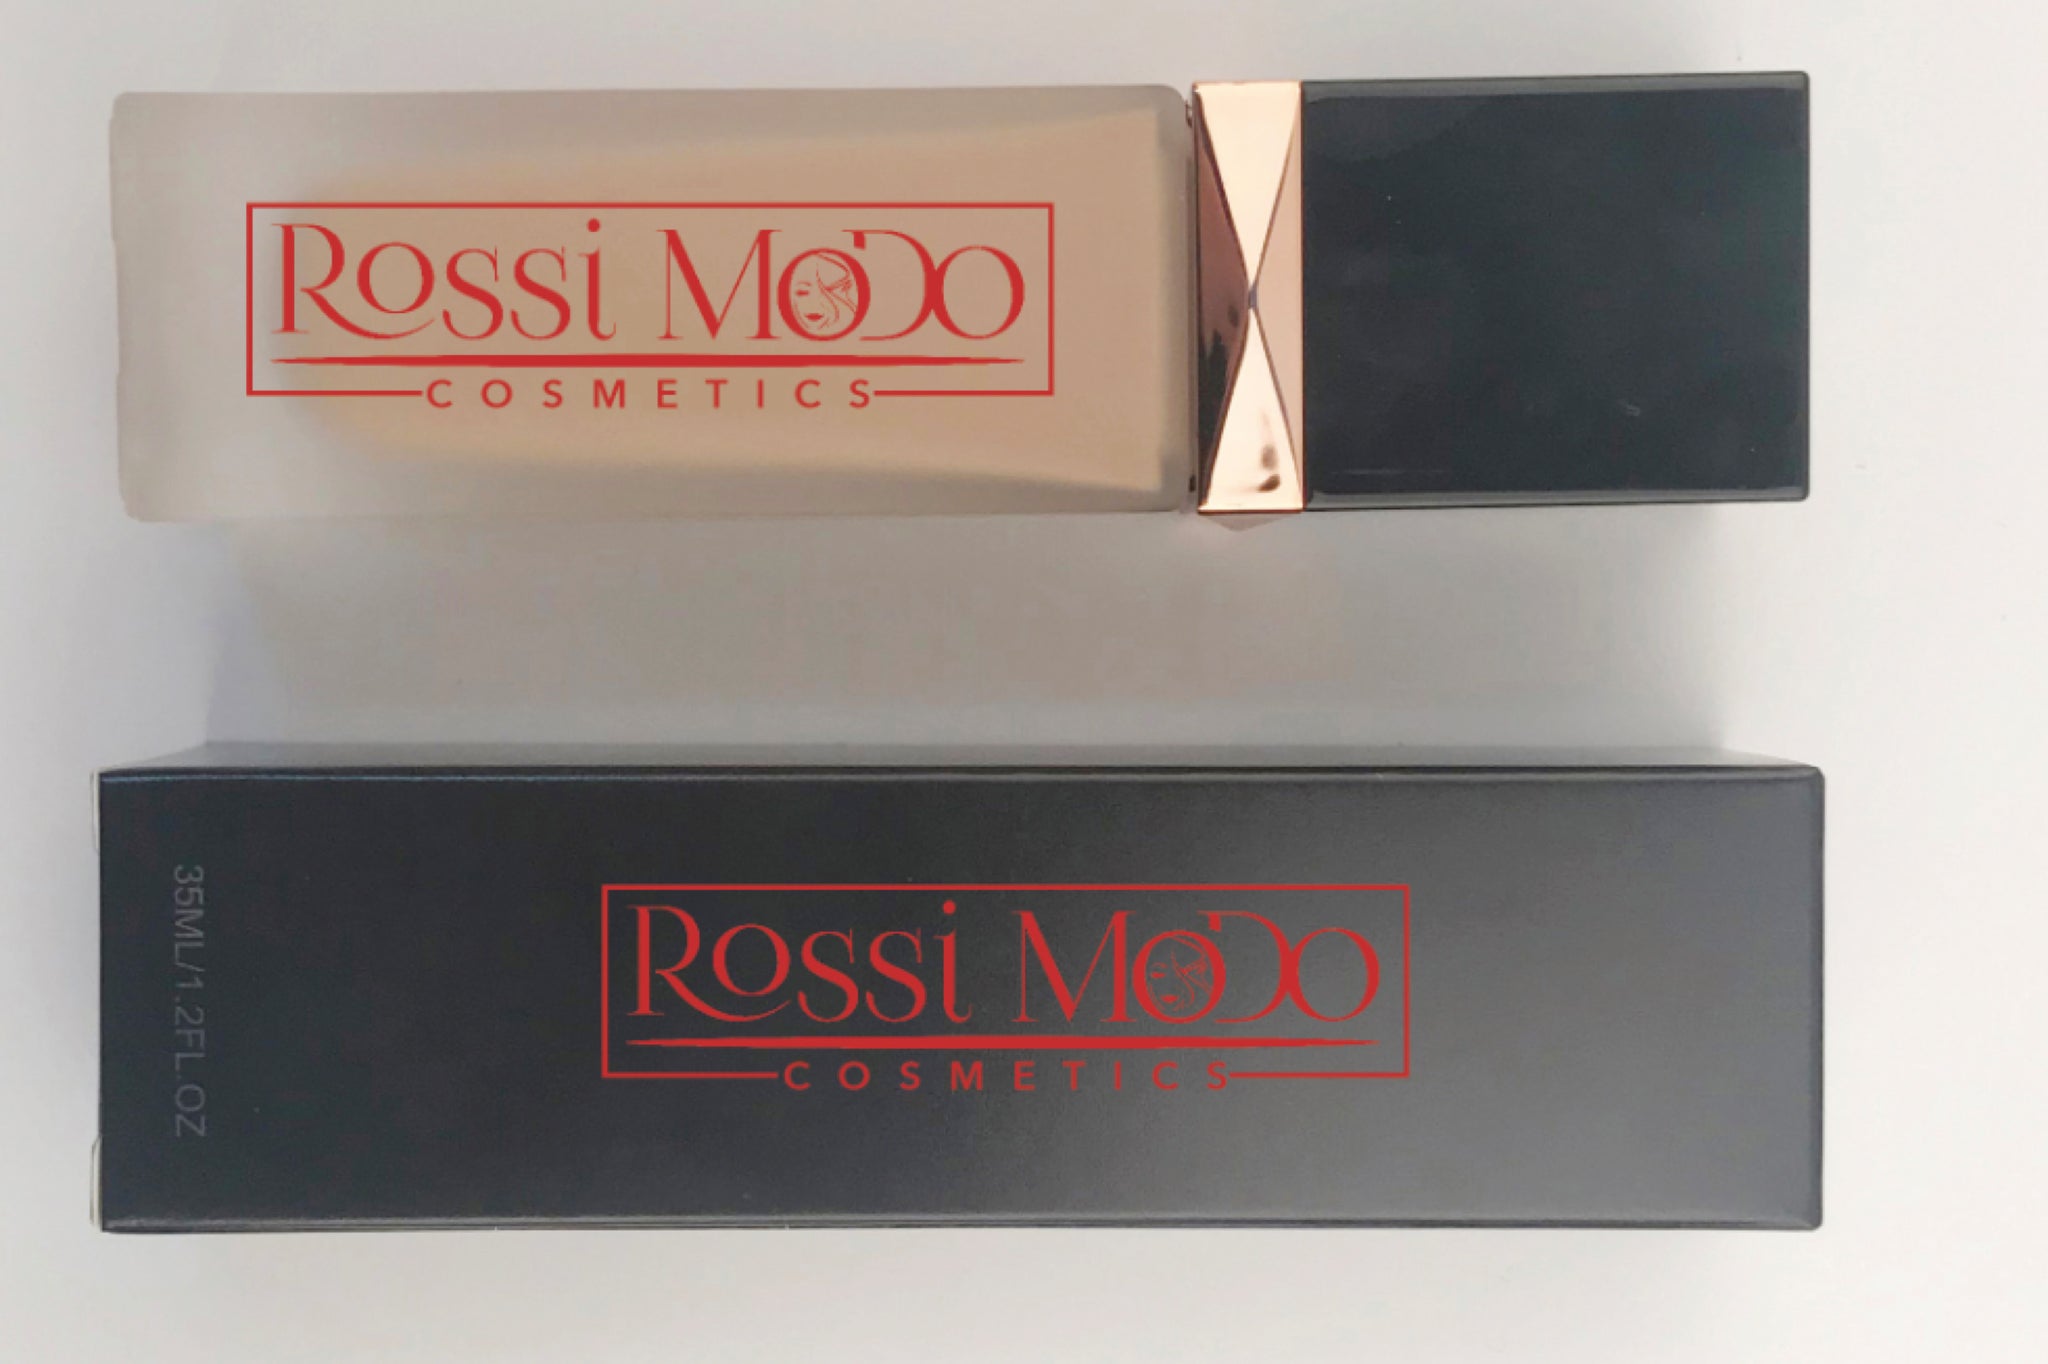 Rossi MoDo
COSMETICS
35ML/1.2FL.OZ
Rossi MoDo
COSMETICS